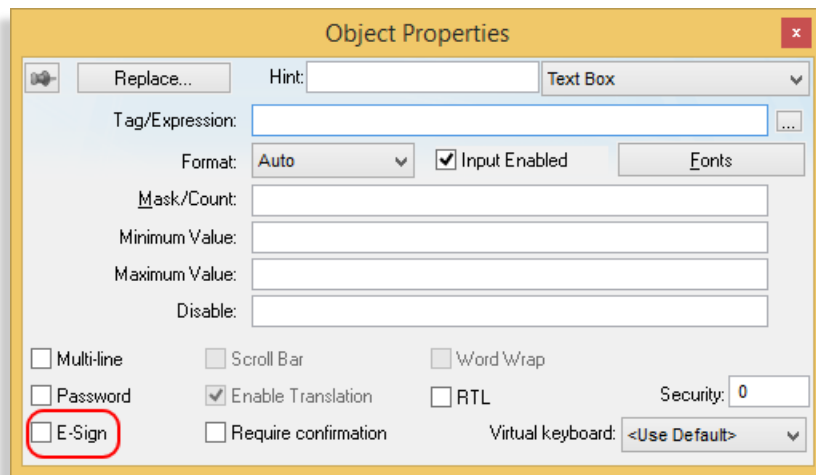 Object Properties
x
Replace... Hint: Text Box
Tag/Expression: ...
Format: Auto Input Enabled Fonts
Mask/Count:
Minimum Value:
Maximum Value:
Disable:
Multi-line Scroll Bar Word Wrap
Password Enable Translation RTL Security: 0
E-Sign Require confirmation Virtual keyboard: <Use Default>